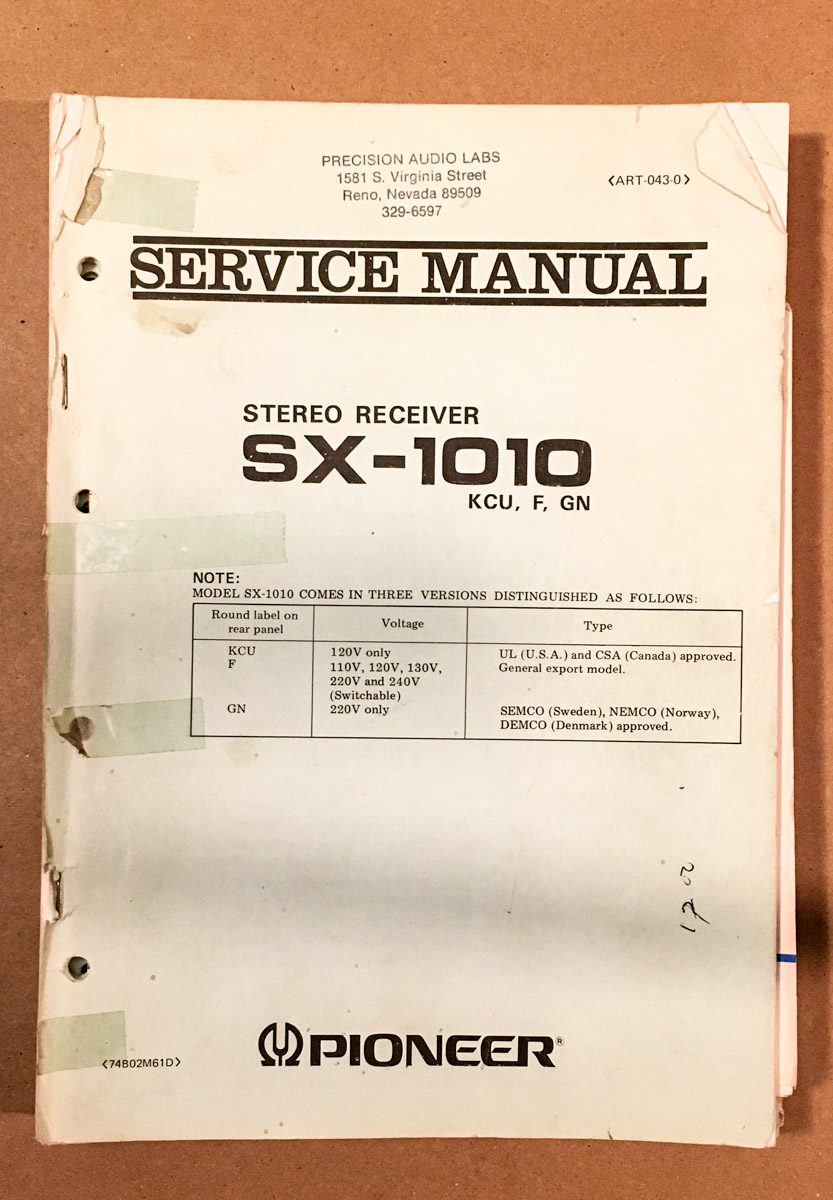 PRECISION AUDIO LABS
1581 S. Virginia Street
Reno, Nevada 89509
329-6597
<ART-043-0>
SERVICE MANUAL
STEREO RECEIVER
SX-1010
KCU, F, GN
NOTE:
MODEL SX-1010 COMES IN THREE VERSIONS DISTINGUISHED AS FOLLOWS:
Round label on rear panel Voltage Type
KCU 120V only UL (U.S.A.) and CSA (Canada) approved.
F 110V, 120V, 130V, General export model.
220V and 240V
(Switchable)
GN 220V only SEMCO (Sweden), NEMCO (Norway),
DEMCO (Denmark) approved.
PIONEER®
<74B02M61D>